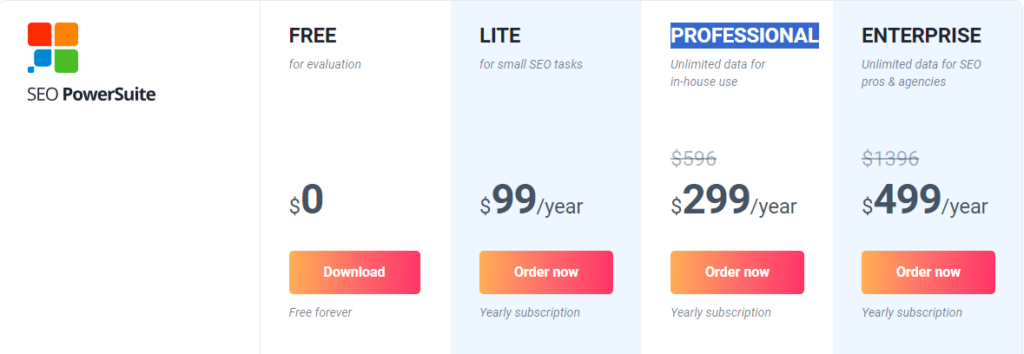 SEO PowerSuite
FREE
for evaluation
$0
Download
Free forever
LITE
for small SEO tasks
$99/year
Order now
Yearly subscription
PROFESSIONAL
Unlimited data for
in-house use
$596
$299/year
Order now
Yearly subscription
ENTERPRISE
Unlimited data for SEO
pros & agencies
$1396
$499/year
Order now
Yearly subscription